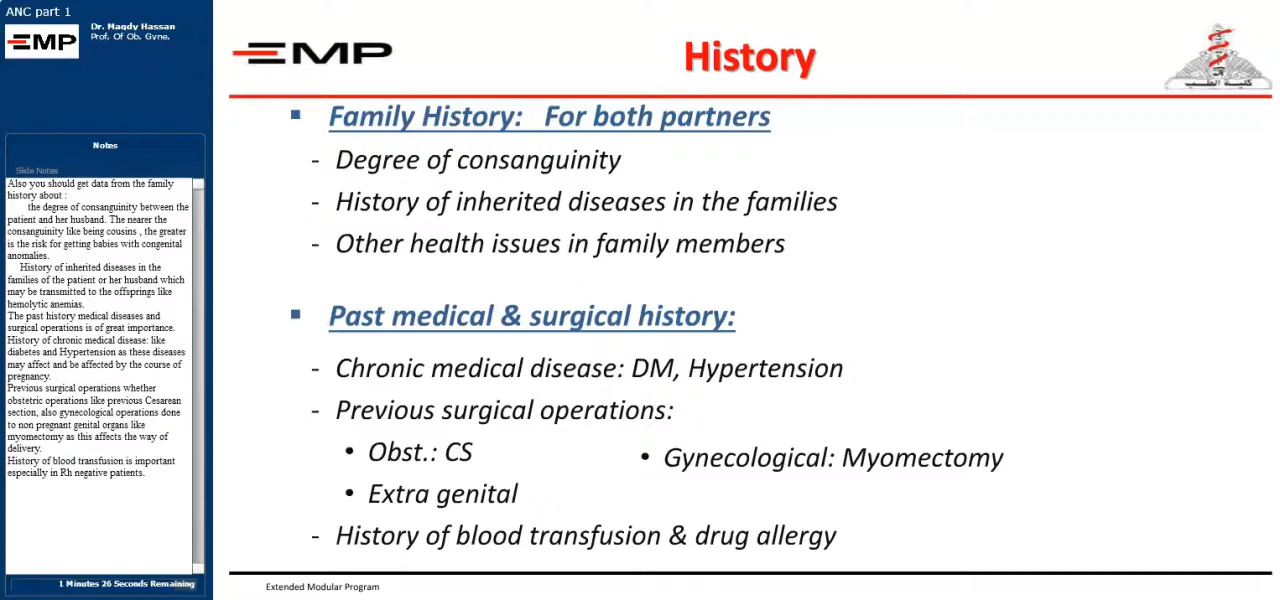 ANC part 1
EMP
Dr. Magdy Hassan
Prof. Of Ob. Gyne.
Notes
Slide Notes
Also you should get data from the family
history about :
the degree of consanguinity between the
patient and her husband. The nearer the
consanguinity like being cousins , the greater
is the risk for getting babies with congenital
anomalies.
History of inherited diseases in the
families of the patient or her husband which
may be transmitted to the offsprings like
hemolytic anemias.
The past history medical diseases and
surgical operations is of great importance.
History of chronic medical disease: like
diabetes and Hypertension as these diseases
may affect and be affected by the course of
pregnancy.
Previous surgical operations whether
obstetric operations like previous Cesarean
section, also gynecological operations done
to non pregnant genital organs like
myomectomy as this affects the way of
delivery.
History of blood transfusion is important
especially in Rh negative patients.
1 Minutes 26 Seconds Remaining
EMP
History
كلية الطب
▪ Family History: For both partners
- Degree of consanguinity
- History of inherited diseases in the families
- Other health issues in family members
▪ Past medical & surgical history:
- Chronic medical disease: DM, Hypertension
- Previous surgical operations:
• Obst.: CS
• Gynecological: Myomectomy
• Extra genital
- History of blood transfusion & drug allergy
Extended Modular Program